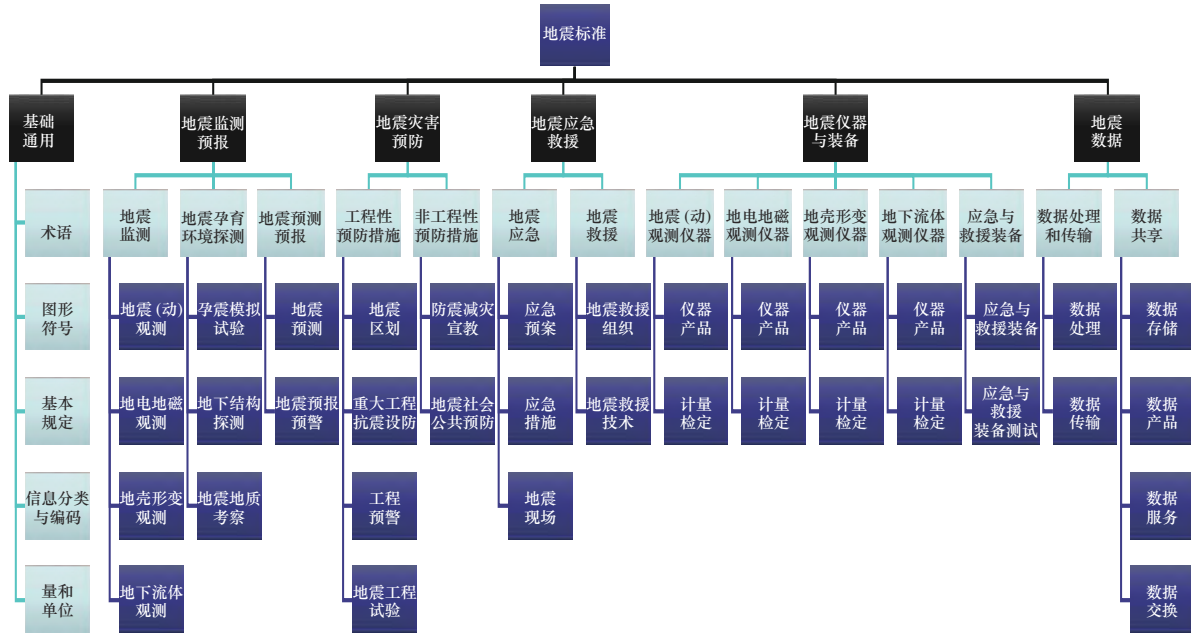 地震标准
基础
通用
地震监测
预报
地震灾害
预防
地震应急
救援
地震仪器
与装备
地震
数据
术语
地震
监测
地震孕育
环境探测
地震预测
预报
工程性
预防措施
非工程性
预防措施
地震
应急
地震
救援
地震(动)
观测仪器
地电地磁
观测仪器
地壳形变
观测仪器
地下流体
观测仪器
应急与
救援装备
数据处理
和传输
数据
共享
图形
符号
地震(动)
观测
孕震模拟
试验
地震
预测
地震
区划
防震减灾
宣教
应急
预案
地震救援
组织
仪器
产品
仪器
产品
仪器
产品
仪器
产品
应急与
救援装备
数据
处理
数据
存储
基本
规定
地电地磁
观测
地下结构
探测
地震预报
预警
重大工程
抗震设防
地震社会
公共预防
应急
措施
地震救援
技术
计量
检定
计量
检定
计量
检定
计量
检定
应急与
救援
装备测试
数据
传输
数据
产品
信息分类
与编码
地壳形变
观测
地震地质
考察
工程
预警
地震
现场
数据
服务
量和
单位
地下流体
观测
地震工程
试验
数据
交换